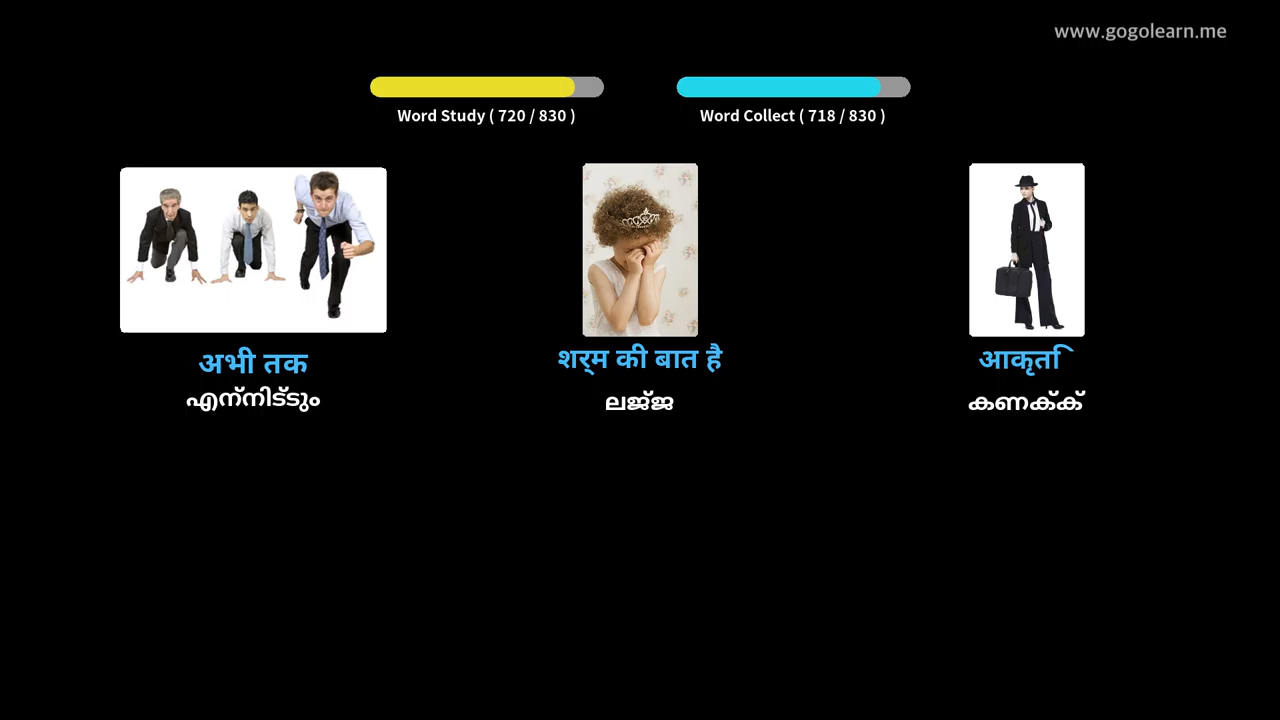 www.gogolearn.me
Word Study ( 720 / 830 )
Word Collect ( 718 / 830 )
अभी तक
शर्म की बात है
आकृति
എന്നിട്ടും
ലജ്ജ
കണക്ക്